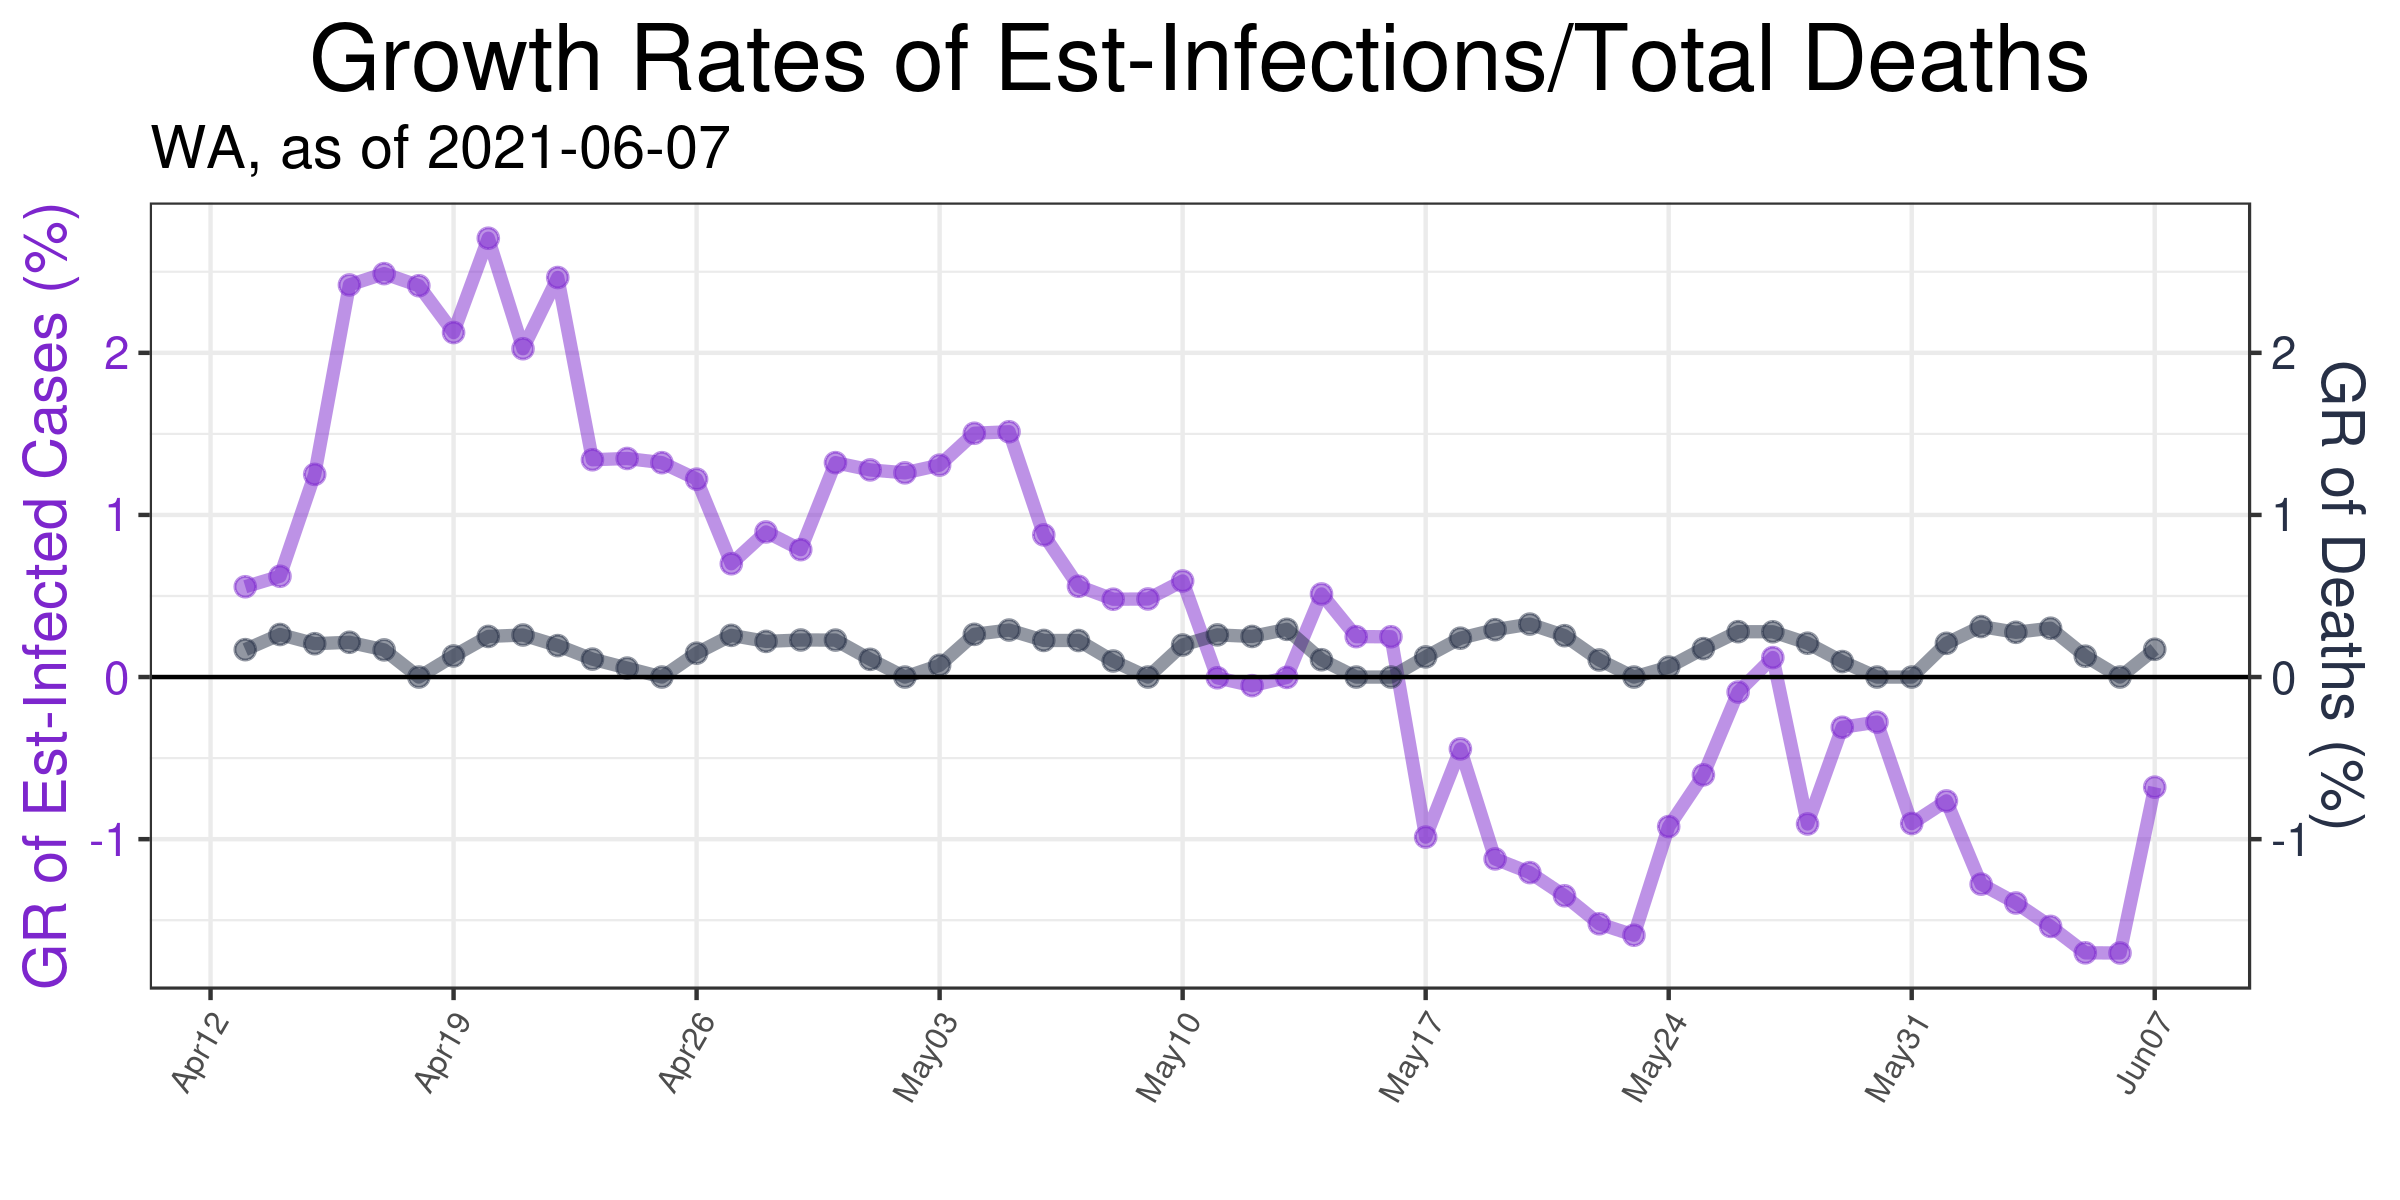 Growth Rates of Est-Infections/Total Deaths
WA, as of 2021-06-07
GR of Est-Infected Cases (%)
2
1
0
-1
2
1
0
-1
GR of Deaths (%)
Apr12
Apr19
Apr26
May03
May10
May17
May24
May31
Jun07